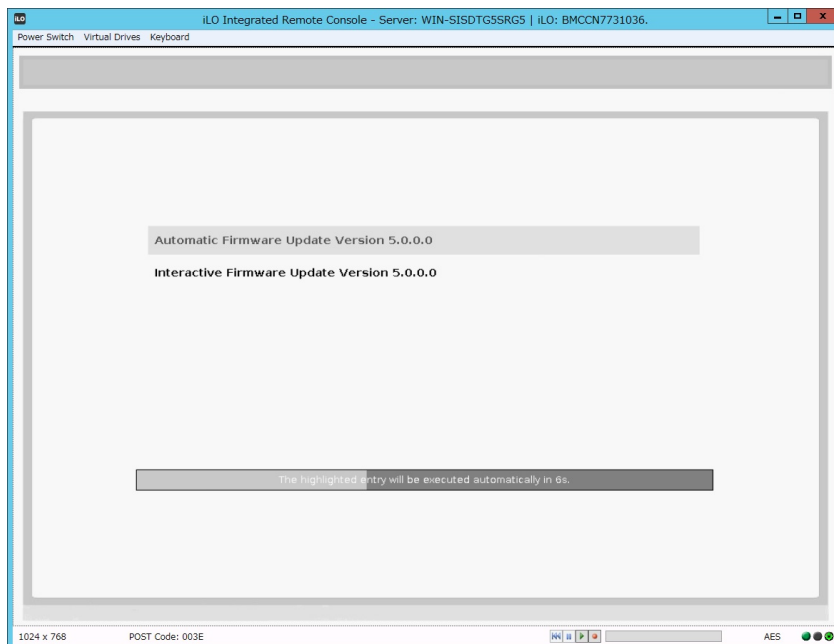 iLO
iLO Integrated Remote Console - Server: WIN-SISDTG5SRG5 | iLO: BMCCN7731036.
Power Switch Virtual Drives Keyboard
Automatic Firmware Update Version 5.0.0.0
Interactive Firmware Update Version 5.0.0.0
The highlighted entry will be executed automatically in 6s.
1024 x 768 POST Code: 003E AES